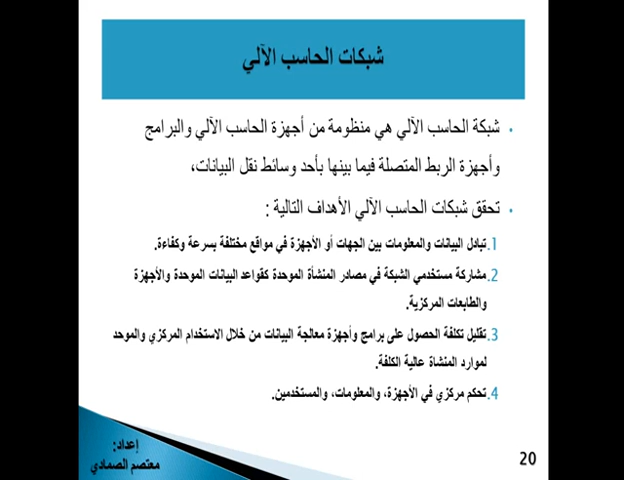 شبكات الحاسب الآلي
• شبكة الحاسب الآلي هي منظومة من أجهزة الحاسب الآلي والبرامج
وأجهزة الربط المتصلة فيما بينها بأحد وسائط نقل البيانات،
• تحقق شبكات الحاسب الآلي الأهداف التالية :
1. تبادل البيانات والمعلومات بين الجهات أو الأجهزة في مواقع مختلفة بسرعة وكفاءة.
2. مشاركة مستخدمي الشبكة في مصادر المنشأة الموحدة كقواعد البيانات الموحدة والأجهزة
والطابعات المركزية.
3. تقليل تكلفة الحصول على برامج وأجهزة معالجة البيانات من خلال الاستخدام المركزي والموحد
لموارد المنشاة عالية الكلفة.
4. تحكم مركزي في الأجهزة، والمعلومات، والمستخدمين.
إعداد:
معتصم الصمادي
20